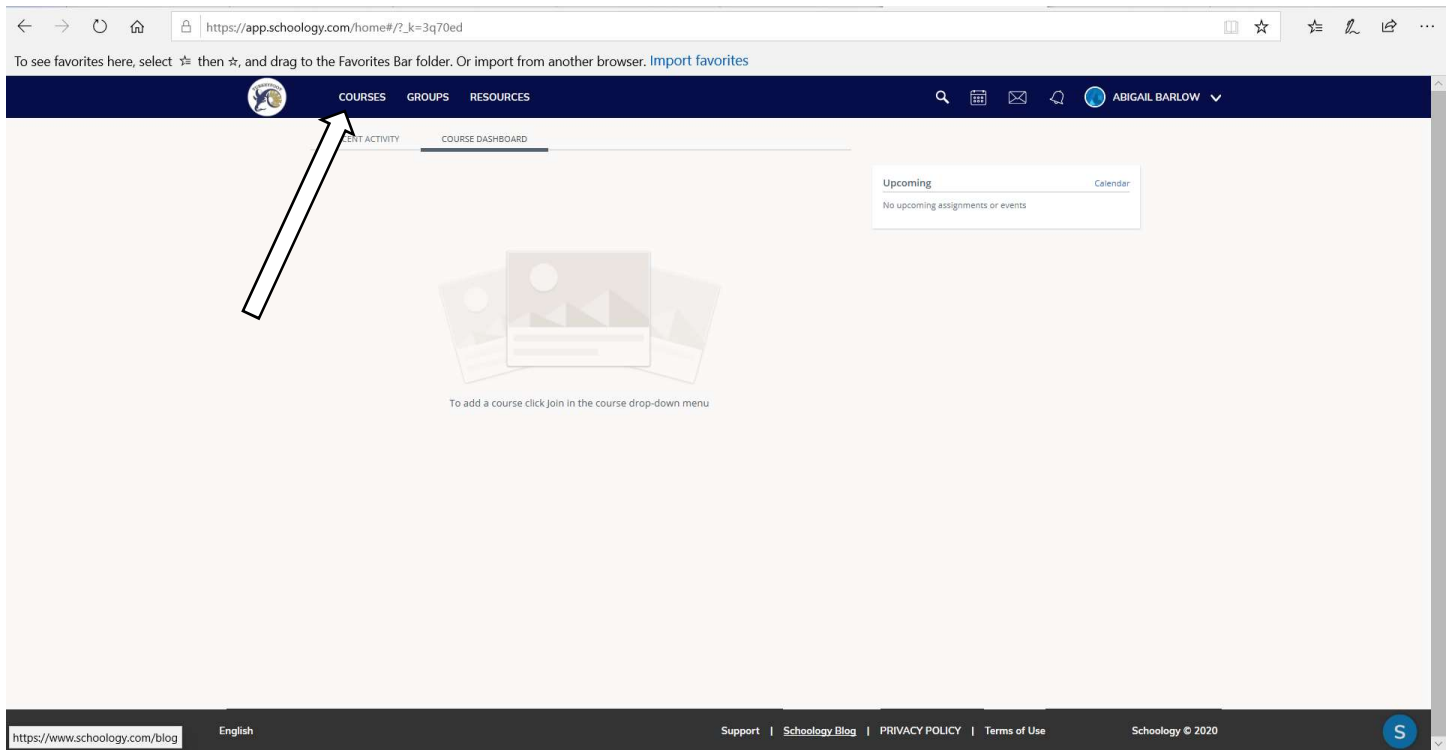 https://app.schoology.com/home#/?_k=3q70ed
To see favorites here, select ☆ then ☆, and drag to the Favorites Bar folder. Or import from another browser. Import favorites
COURSES GROUPS RESOURCES ABIGAIL BARLOW
CENT ACTIVITY COURSE DASHBOARD
Upcoming Calendar
No upcoming assignments or events
To add a course click Join in the course drop-down menu
https://www.schoology.com/blog
English Support | Schoology Blog | PRIVACY POLICY | Terms of Use Schoology © 2020 S